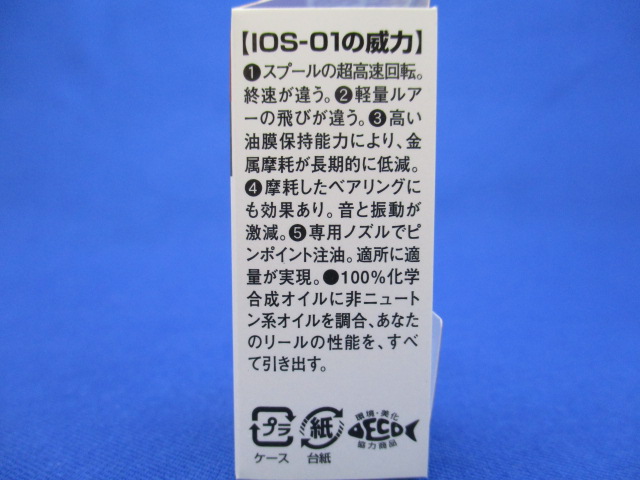 【IOS-01の威力】
❶スプールの超高速回転。
終速が違う。❷軽量ルア
ーの飛びが違う。❸高い
油膜保持能力により、金
属摩耗が長期的に低減。
❹摩耗したベアリングに
も効果あり。音と振動が
激減。❺専用ノズルでピ
ンポイント注油。適所に適
量が実現。●100%化学
合成オイルに非ニュート
ン系オイルを調合、あなた
のリールの性能を、すべ
て引き出す。
プラ
ケース
紙
台紙
環境・美化
ECO
協力商品